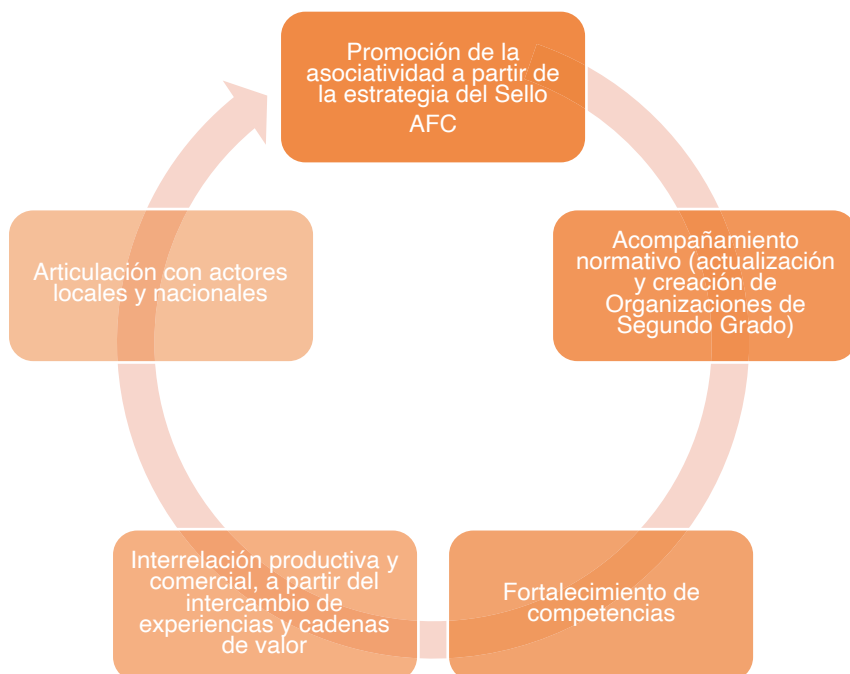 Promoción de la
asociatividad a partir de
la estrategia del Sello
AFC
Acompañamiento
normativo (actualización
y creación de
Organizaciones de
Segundo Grado)
Fortalecimiento de
competencias
Interrelación productiva y
comercial, a partir del
intercambio de
experiencias y cadenas
de valor
Articulación con actores
locales y nacionales